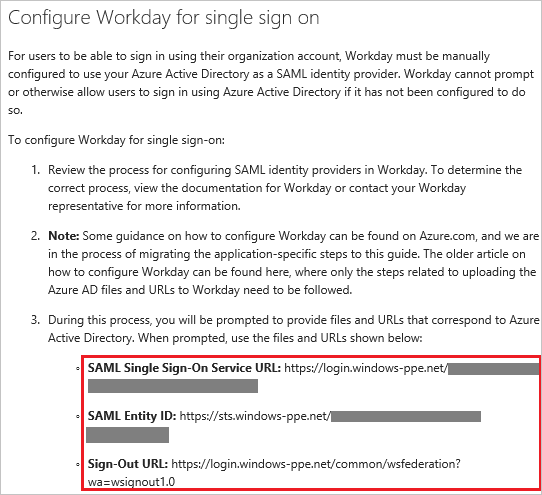 Configure Workday for single sign on
For users to be able to sign in using their organization account, Workday must be manually
configured to use your Azure Active Directory as a SAML identity provider. Workday cannot prompt
or otherwise allow users to sign in using Azure Active Directory if it has not been configured to do
so.
To configure Workday for single sign-on:
1. Review the process for configuring SAML identity providers in Workday. To determine the
correct process, view the documentation for Workday or contact your Workday
representative for more information.
2. Note: Some guidance on how to configure Workday can be found on Azure.com, and we are
in the process of migrating the application-specific steps to this guide. The older article on
how to configure Workday can be found here, where only the steps related to uploading the
Azure AD files and URLs to Workday need to be followed.
3. During this process, you will be prompted to provide files and URLs that correspond to Azure
Active Directory. When prompted, use the files and URLs shown below:
◦ SAML Single Sign-On Service URL: https://login.windows-ppe.net/
◦ SAML Entity ID: https://sts.windows-ppe.net/
◦ Sign-Out URL: https://login.windows-ppe.net/common/wsfederation?
wa=wsignout1.0